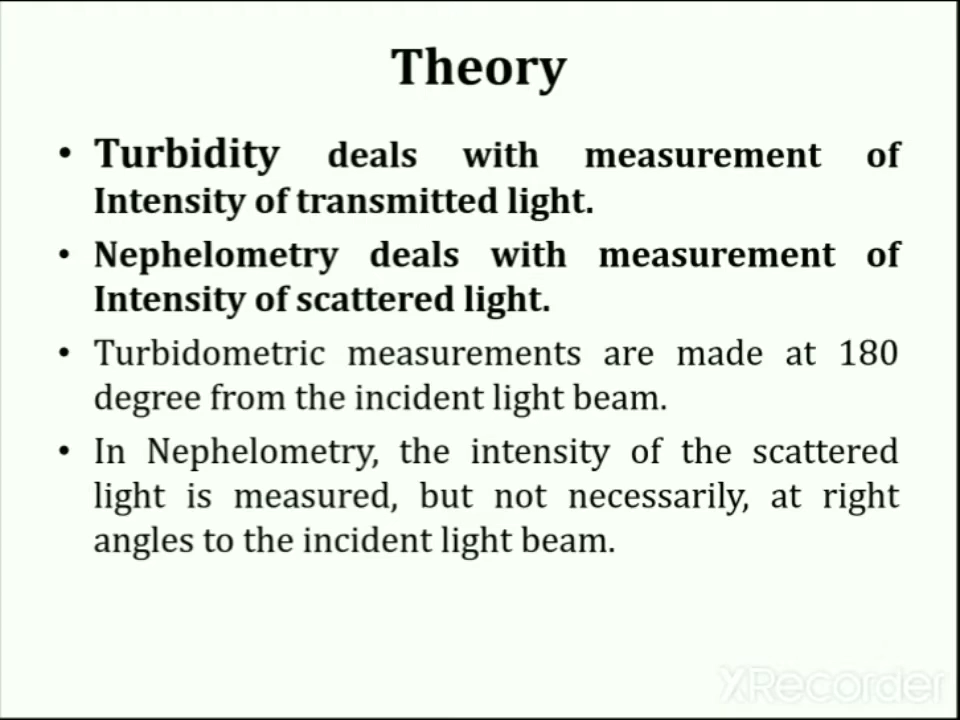 Theory
• Turbidity deals with measurement of
Intensity of transmitted light.
• Nephelometry deals with measurement of
Intensity of scattered light.
• Turbidometric measurements are made at 180
degree from the incident light beam.
• In Nephelometry, the intensity of the scattered
light is measured, but not necessarily, at right
angles to the incident light beam.
XRecorder